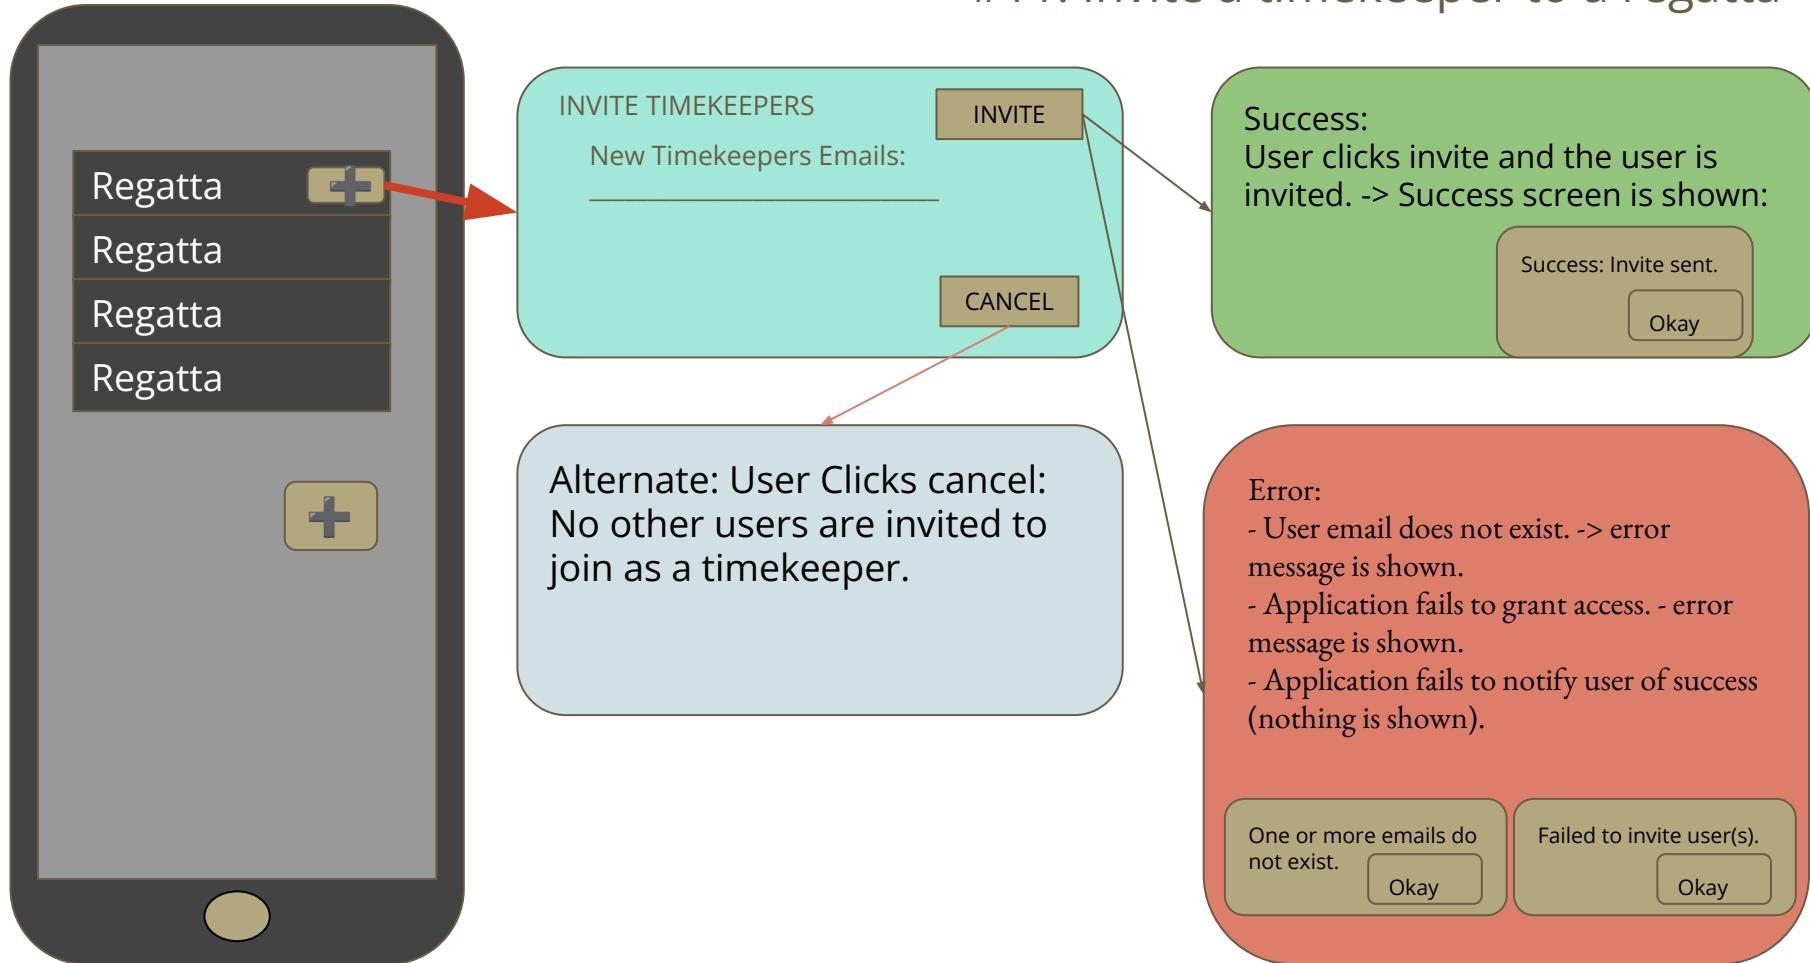 Invite a timekeeper to a regatta
Regatta
Regatta
Regatta
Regatta
INVITE TIMEKEEPERS
INVITE
New Timekeepers Emails:
CANCEL
Success:
User clicks invite and the user is
invited. -> Success screen is shown:
Success: Invite sent.
Okay
Alternate: User Clicks cancel:
No other users are invited to
join as a timekeeper.
Error:
- User email does not exist. -> error
message is shown.
- Application fails to grant access. - error
message is shown.
- Application fails to notify user of success
(nothing is shown).
One or more emails do
not exist.
Okay
Failed to invite user(s).
Okay